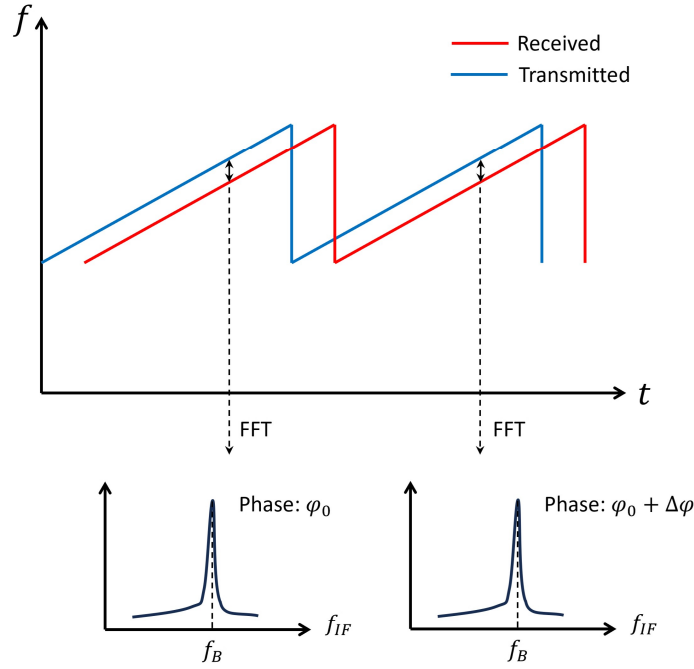 f
Received
Transmitted
t
FFT
FFT
Phase: φ₀
Phase: φ₀ + Δφ
f_IF
f_IF
f_B
f_B